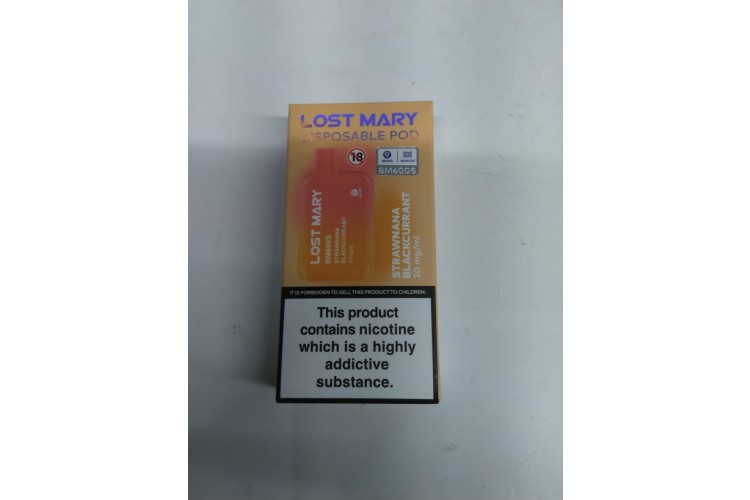 LOST MARY
DISPOSABLE POD
18
BM600S
LOST MARY
BM600S
STRAWNANA
BLACKCURRANT
STRAWNANA
BLACKCURRANT
20 mg/ml
IT IS FORBIDDEN TO SELL THIS PRODUCT TO CHILDREN.
This product
contains nicotine
which is a highly
addictive
substance.